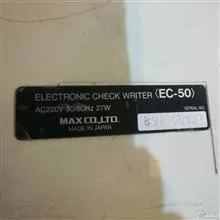 ELECTRONIC CHECK WRITER (EC-50)
AC220V 50/60Hz 27W
MAX CO., LTD.
MADE IN JAPAN
SERIAL NO.